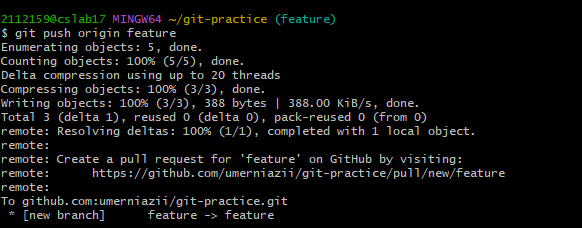 2112159@cslab17 MINGW64 ~/git-practice (feature)
$ git push origin feature
Enumerating objects: 5, done.
Counting objects: 100% (5/5), done.
Delta compression using up to 20 threads
Compressing objects: 100% (3/3), done.
Writing objects: 100% (3/3), 388 bytes | 388.00 KiB/s, done.
Total 3 (delta 1), reused 0 (delta 0), pack-reused 0 (from 0)
remote: Resolving deltas: 100% (1/1), completed with 1 local object.
remote:
remote: Create a pull request for 'feature' on GitHub by visiting:
remote:      https://github.com/umerniazii/git-practice/pull/new/feature
remote:
To github.com:umerniazii/git-practice.git
 * [new branch]      feature -> feature